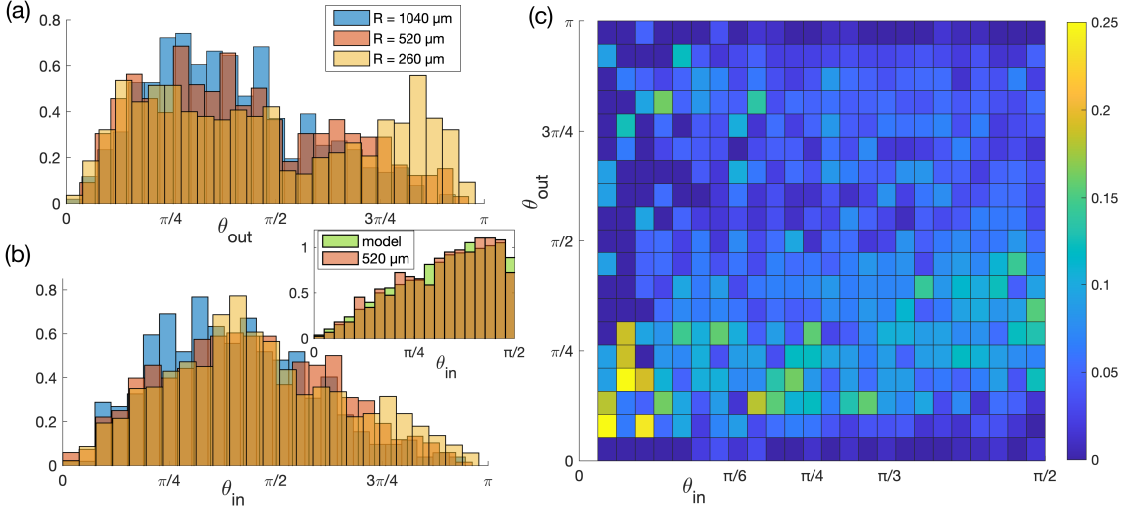 (a)
0.8
0.6
0.4
0.2
0
R = 1040 μm
R = 520 μm
R = 260 μm
0
π/4
π/2
3π/4
π
θout
(b)
0.8
0.6
0.4
0.2
0
0
π/4
π/2
3π/4
π
θin
model
520 μm
1
0.5
0
0
π/4
π/2
θin
(c)
π
3π/4
π/2
π/4
0
θout
θin
π/6
π/4
π/3
π/2
0.25
0.2
0.15
0.1
0.05
0